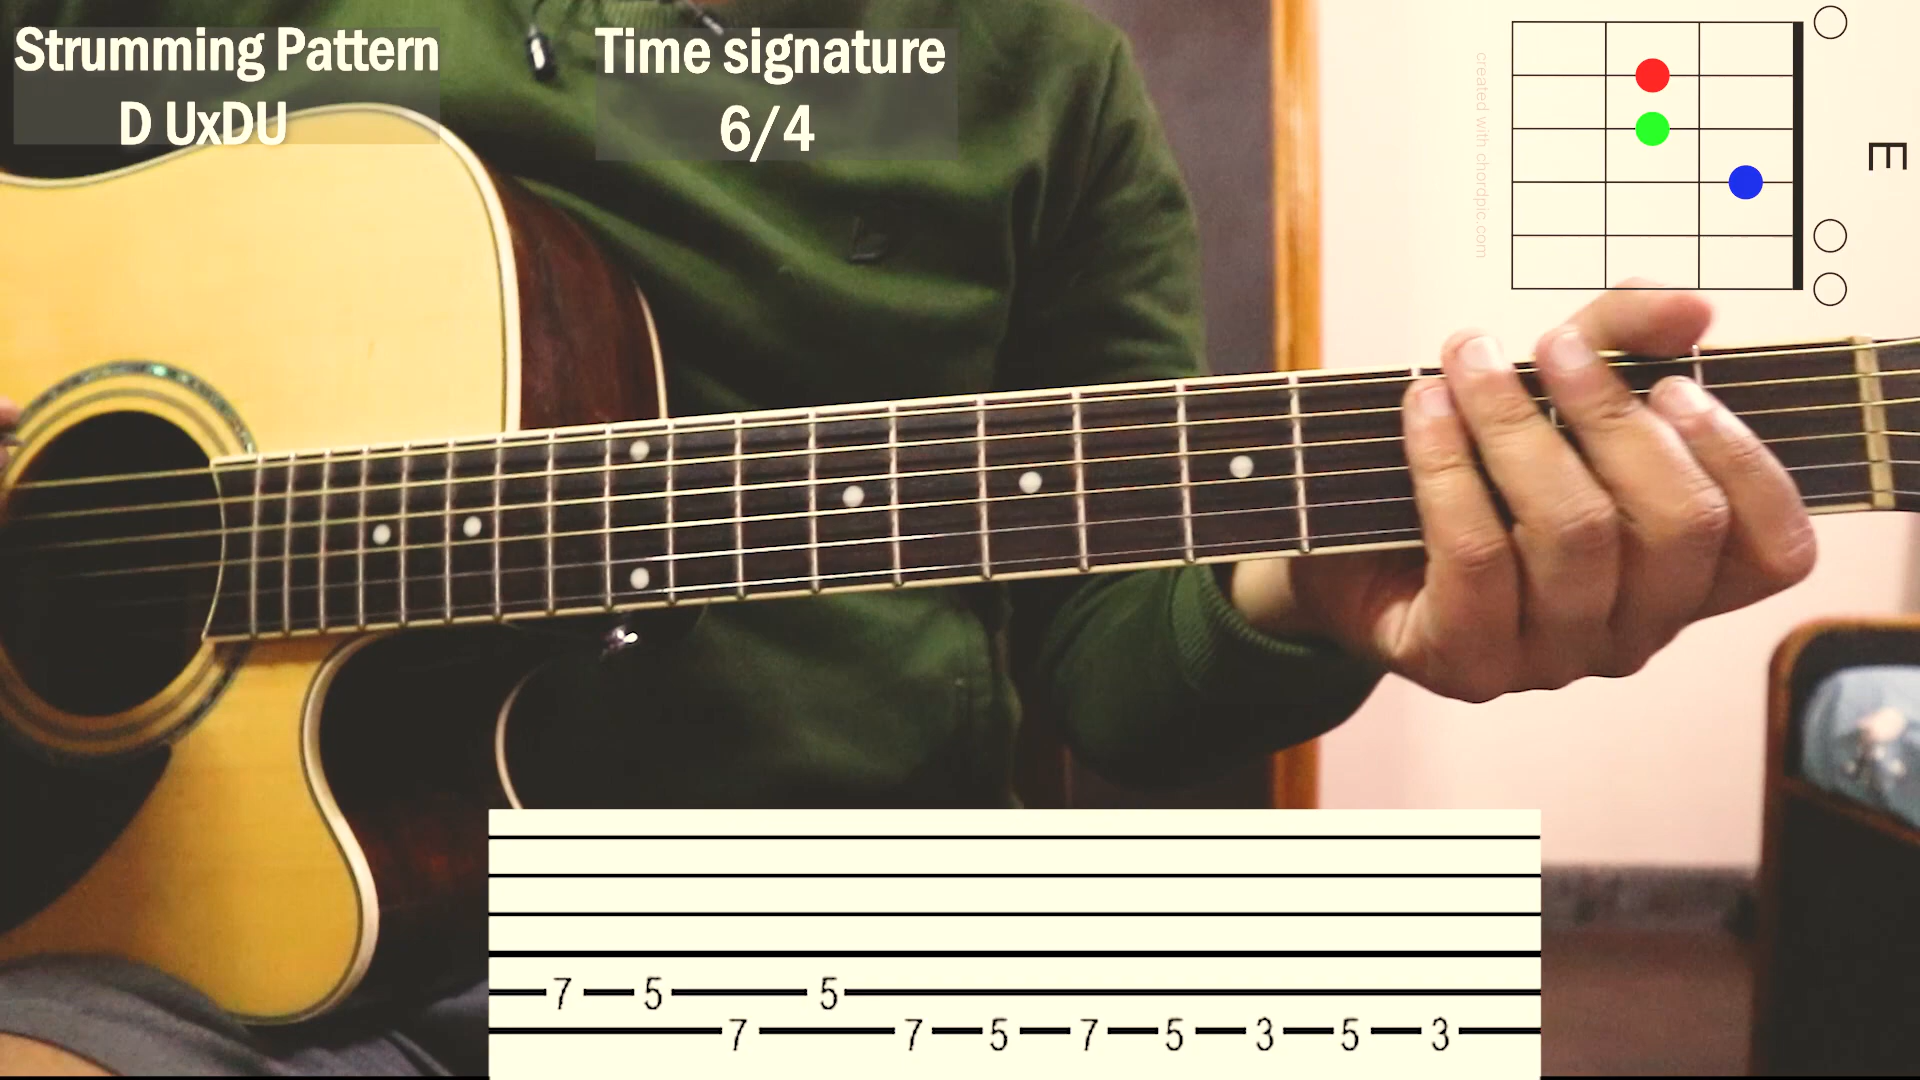 Strumming Pattern
D UxDU
Time signature
6/4
created with chordpic.com
E
7 5 5
7 7 5 7 5 3 5 3